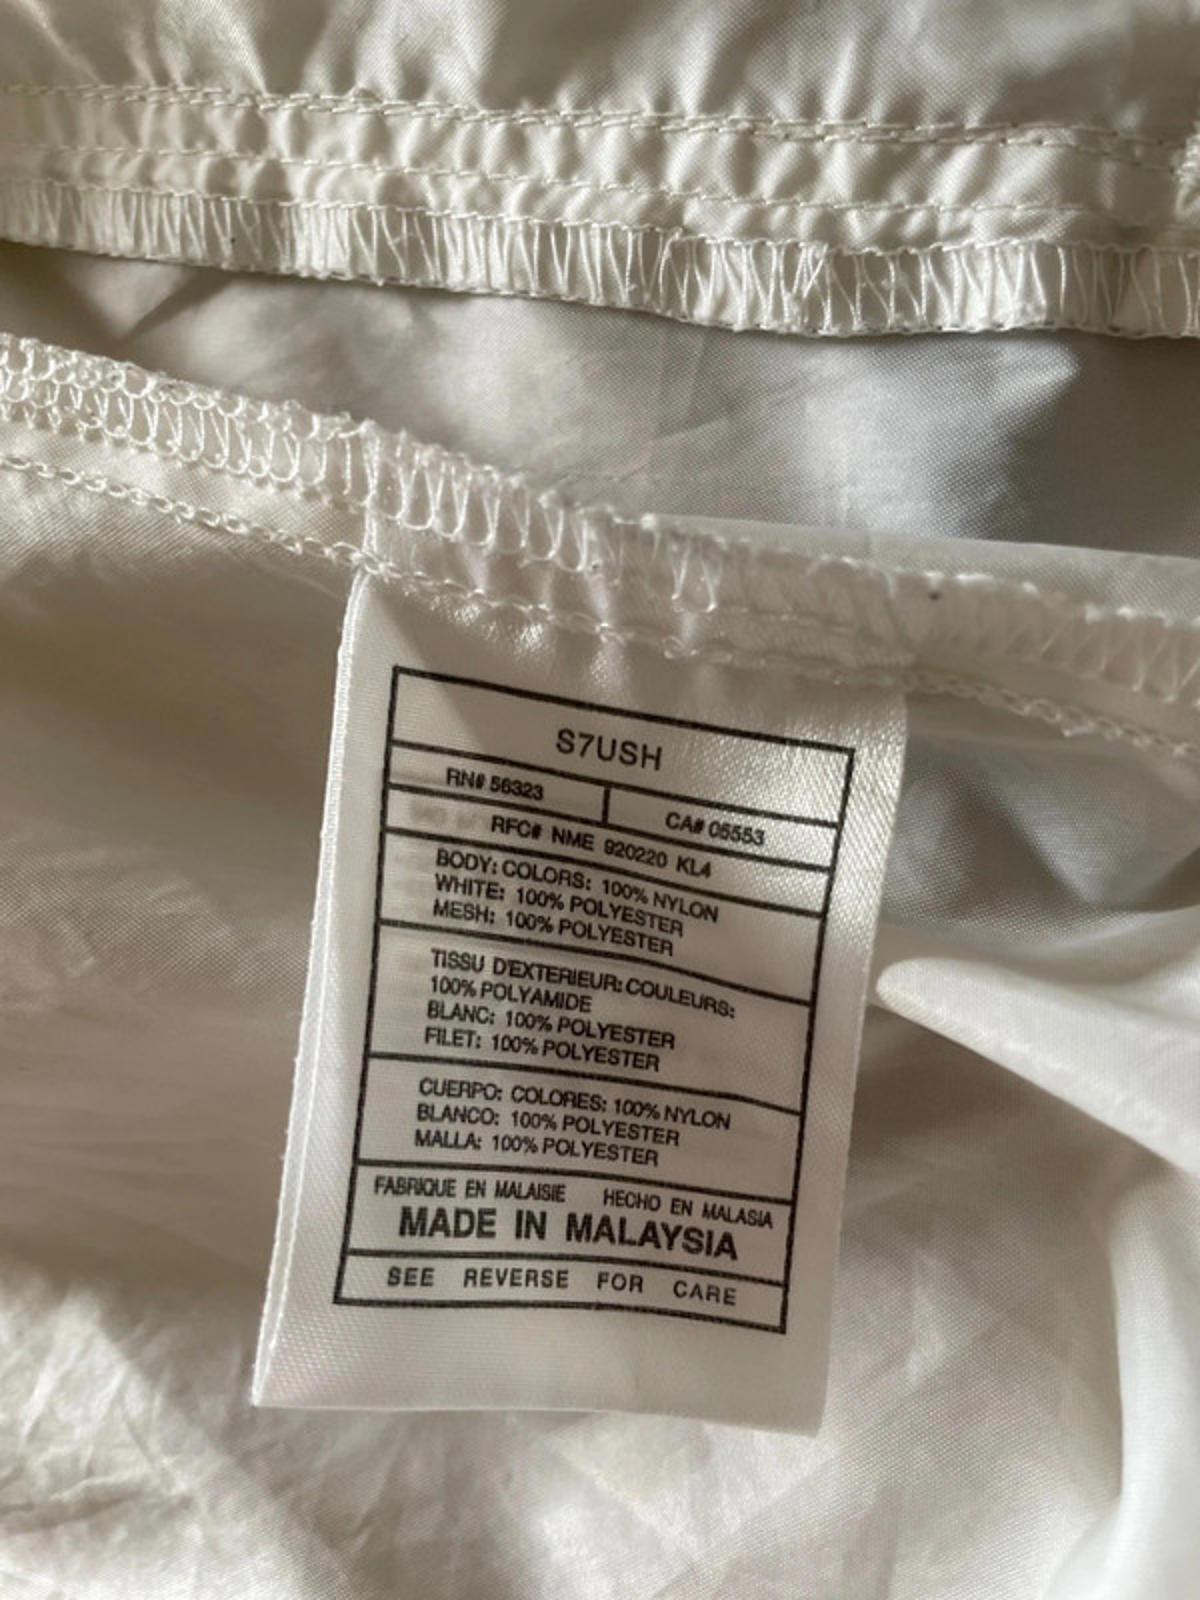 S7USH
RN# 56323 CA# 05553
RFC# NME 920220 KL4
BODY: COLORS: 100% NYLON
WHITE: 100% POLYESTER
MESH: 100% POLYESTER
TISSU D'EXTERIEUR: COULEURS:
100% POLYAMIDE
BLANC: 100% POLYESTER
FILET: 100% POLYESTER
CUERPO: COLORES: 100% NYLON
BLANCO: 100% POLYESTER
MALLA: 100% POLYESTER
FABRIQUE EN MALAISIE HECHO EN MALASIA
MADE IN MALAYSIA
SEE REVERSE FOR CARE